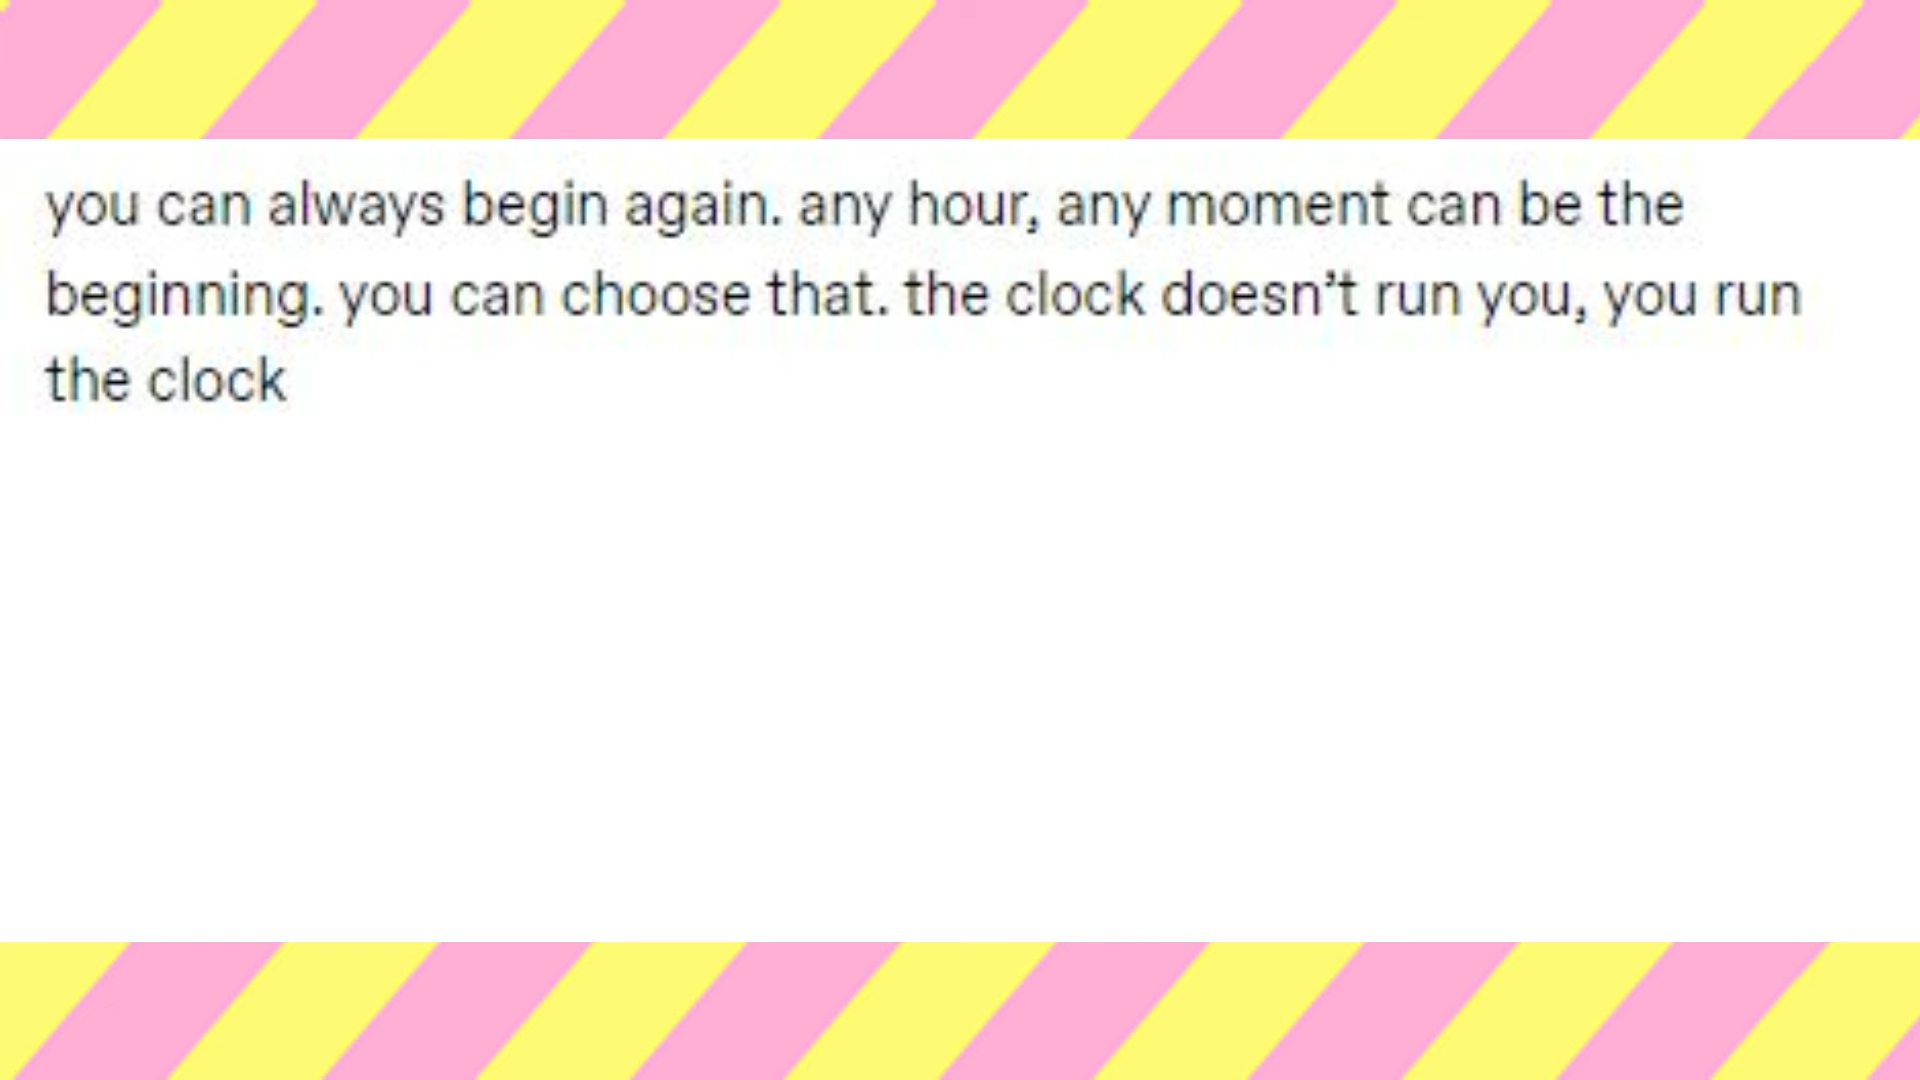 you can always begin again. any hour, any moment can be the
beginning. you can choose that. the clock doesn’t run you, you run
the clock